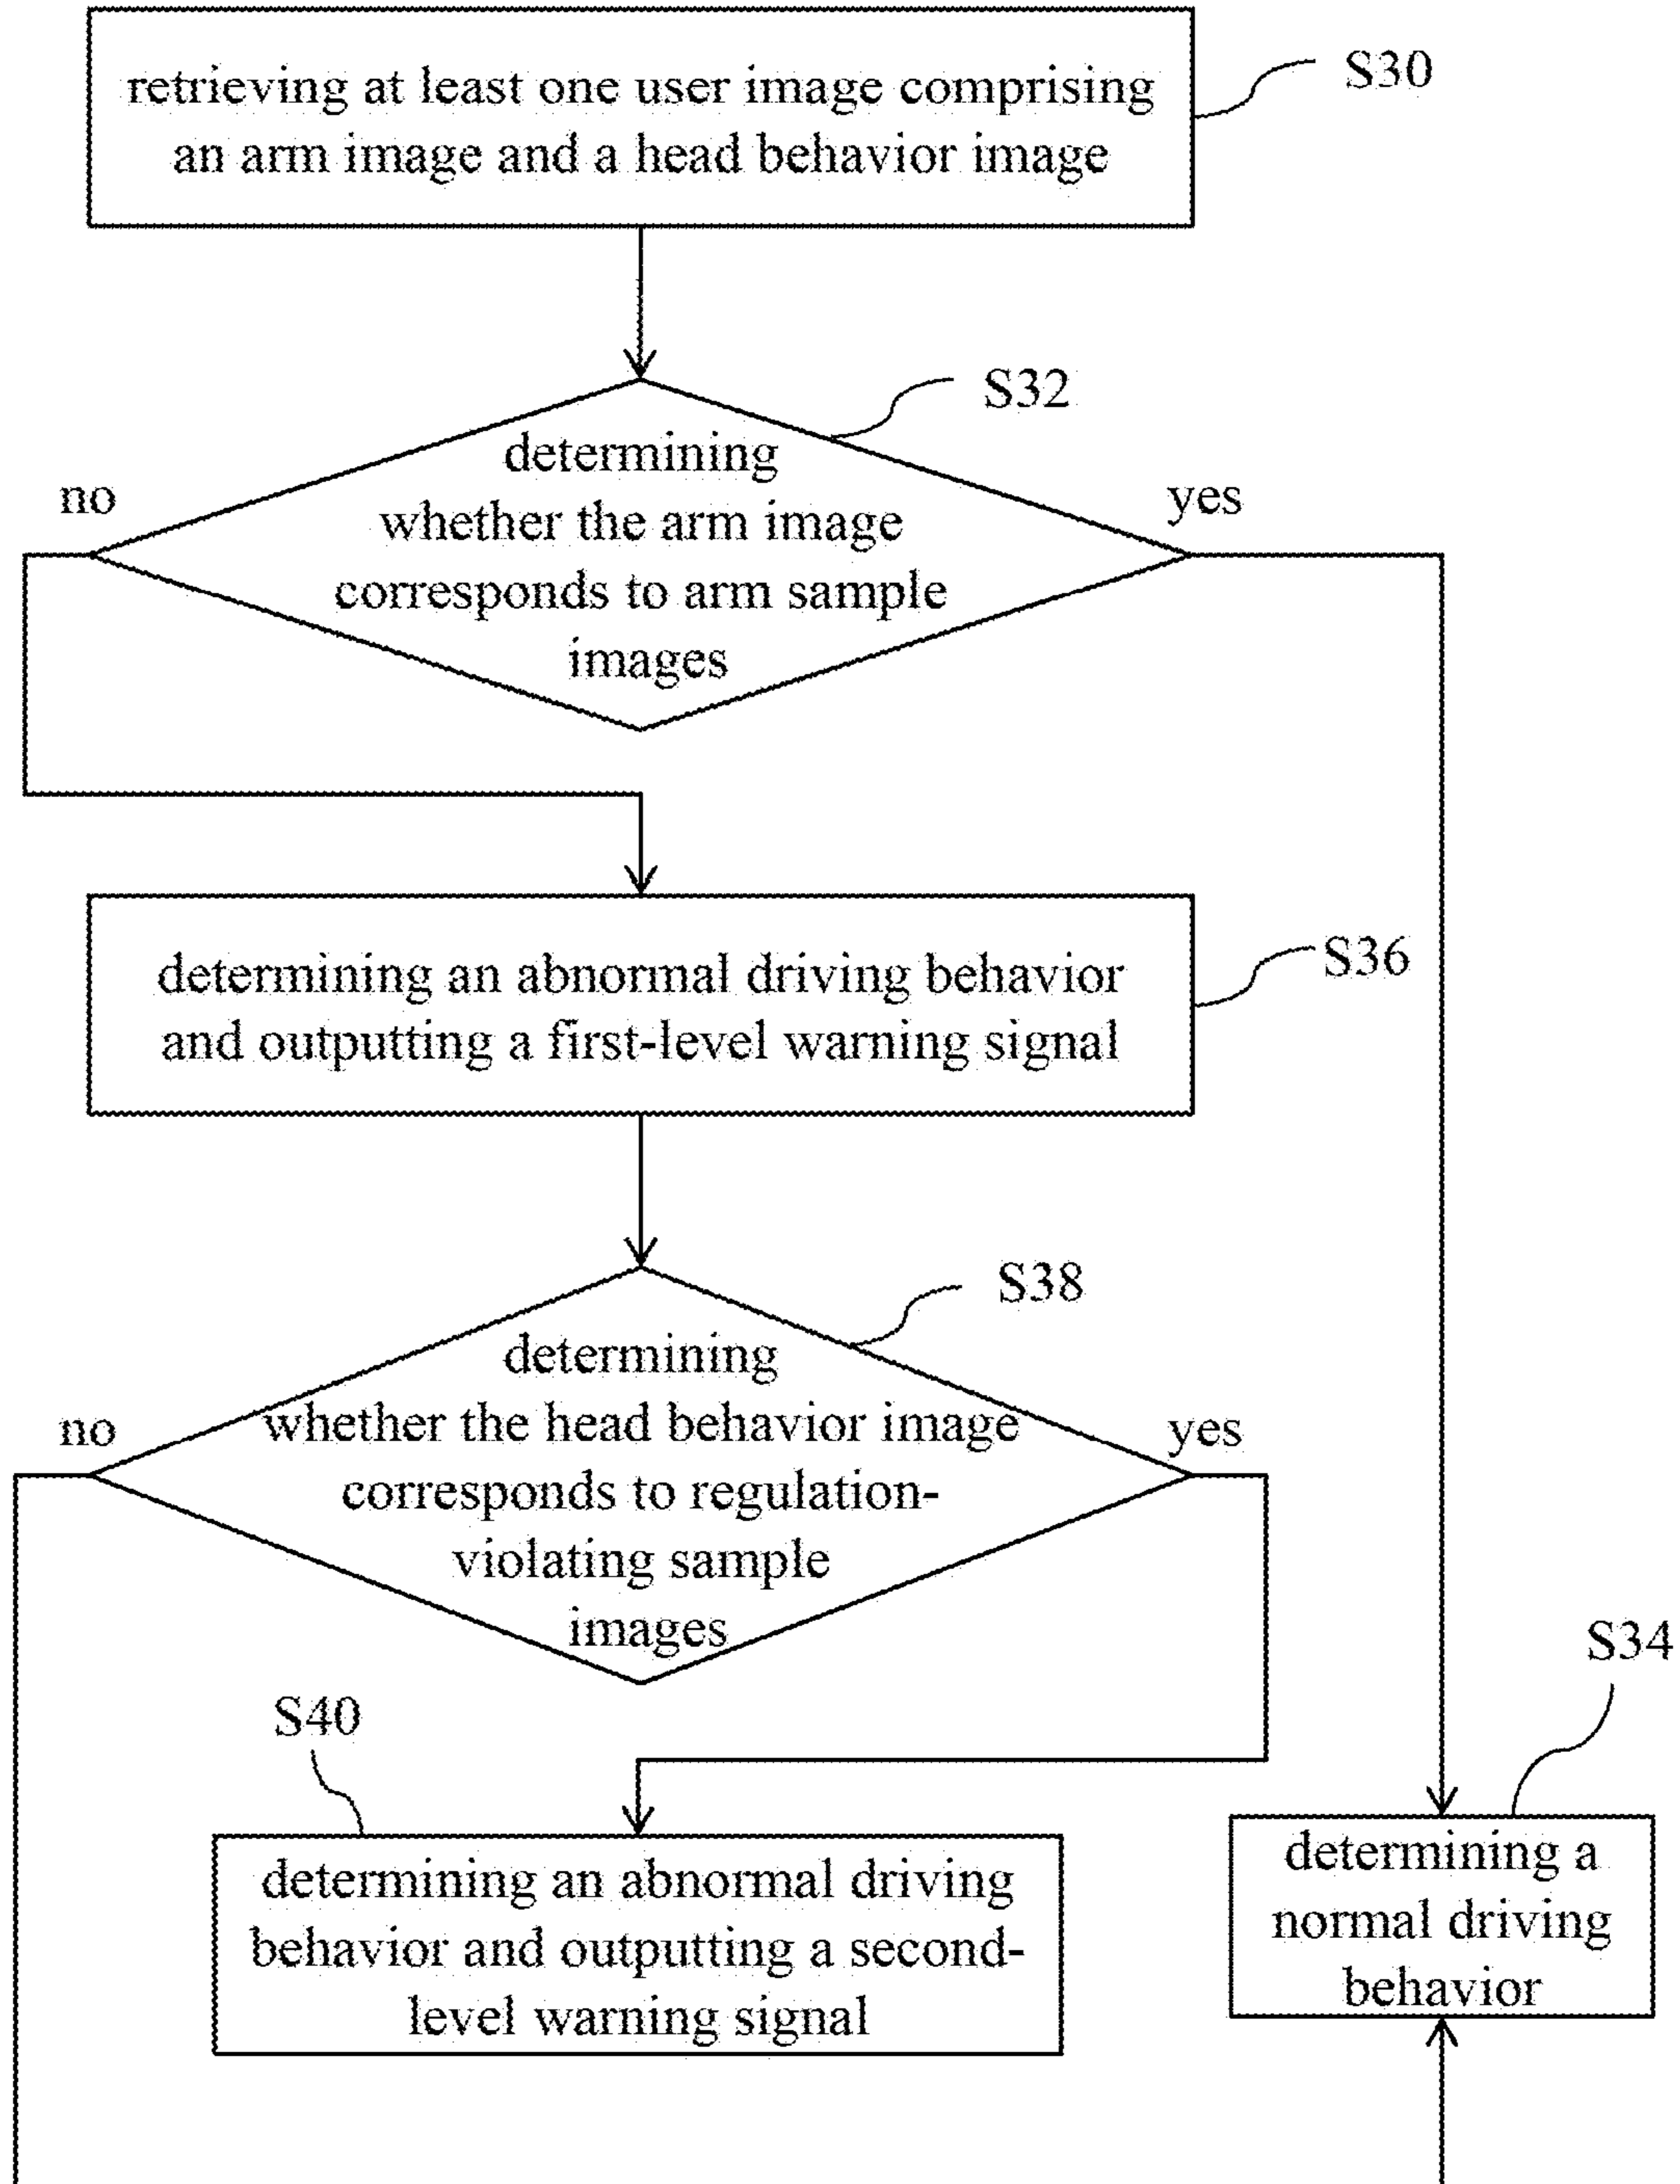 retrieving at least one user image comprising
an arm image and a head behavior image
S30
S32
determining
whether the arm image
corresponds to arm sample
images
no
yes
determining an abnormal driving behavior
and outputting a first-level warning signal
S36
S38
determining
whether the head behavior image
corresponds to regulation-
violating sample
images
no
yes
S40
determining an abnormal driving
behavior and outputting a second-
level warning signal
S34
determining a
normal driving
behavior